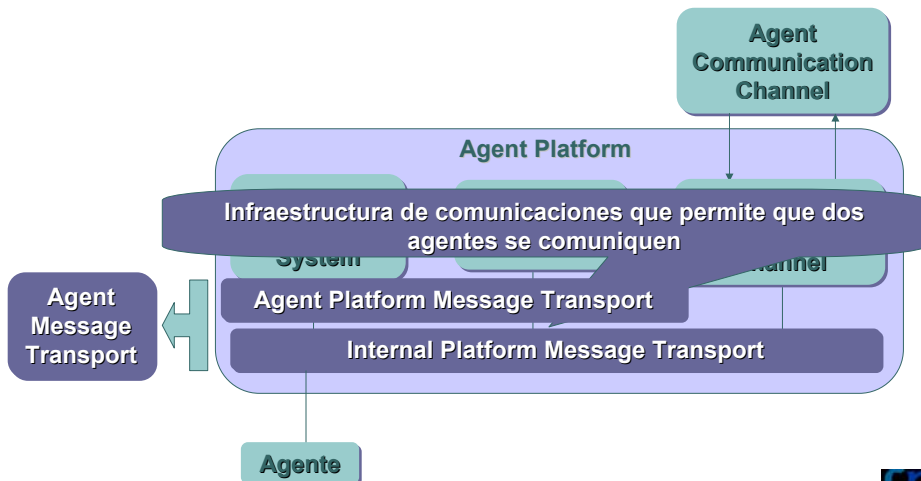 Agent
Communication
Channel
Agent Platform
Infraestructura de comunicaciones que permite que dos
agentes se comuniquen
System
Agent Platform Message Transport
Internal Platform Message Transport
Agent
Message
Transport
Agente